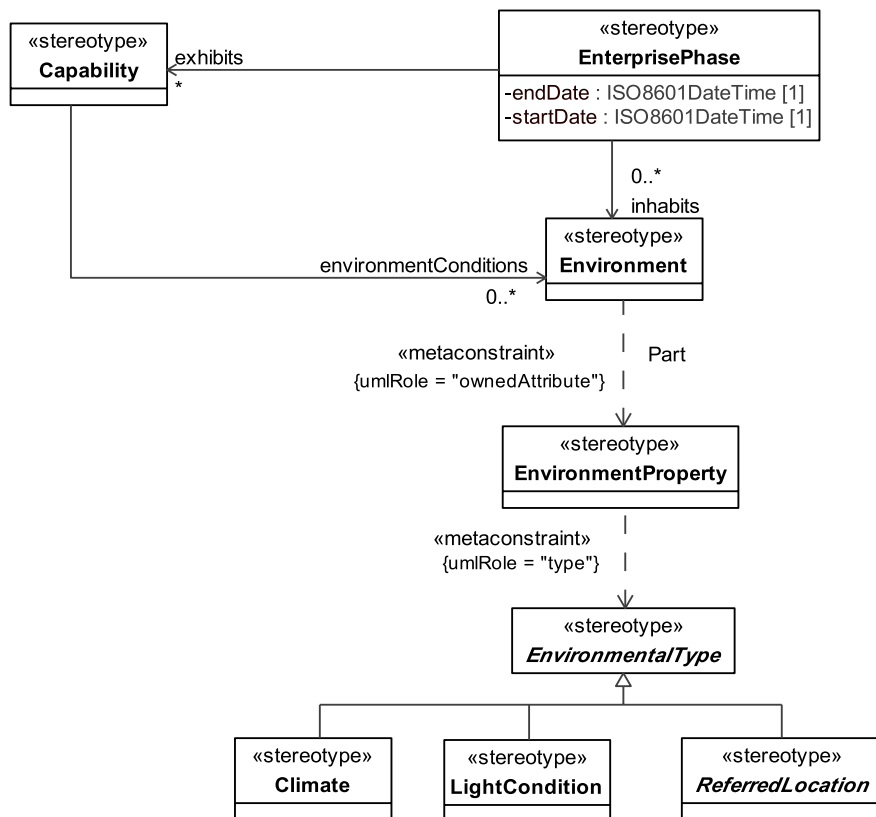 «stereotype»
Capability
exhibits
*
«stereotype»
EnterprisePhase
-endDate : ISO8601DateTime [1]
-startDate : ISO8601DateTime [1]
0..*
inhabits
«stereotype»
Environment
environmentConditions
0..*
«metaconstraint»
Part
{umlRole = "ownedAttribute"}
«stereotype»
EnvironmentProperty
«metaconstraint»
{umlRole = "type"}
«stereotype»
EnvironmentalType
«stereotype»
Climate
«stereotype»
LightCondition
«stereotype»
ReferredLocation